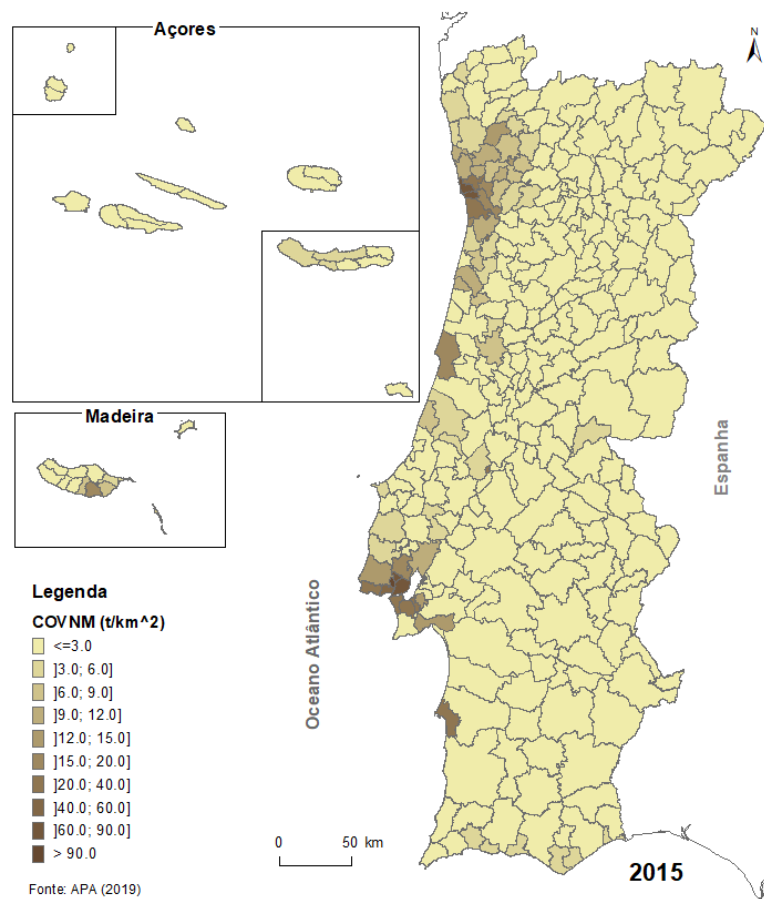 Açores
N
Madeira
Espanha
Oceano Atlântico
Legenda
COVNM (t/km^2)
<=3.0
]3.0; 6.0]
]6.0; 9.0]
]9.0; 12.0]
]12.0; 15.0]
]15.0; 20.0]
]20.0; 40.0]
]40.0; 60.0]
]60.0; 90.0]
> 90.0
0 50 km
2015
Fonte: APA (2019)